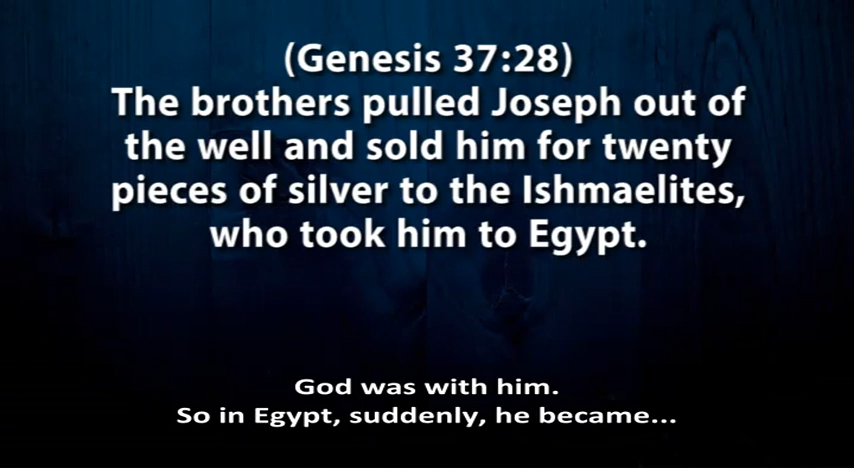 (Genesis 37:28)
The brothers pulled Joseph out of
the well and sold him for twenty
pieces of silver to the Ishmaelites,
who took him to Egypt.
God was with him.
So in Egypt, suddenly, he became...